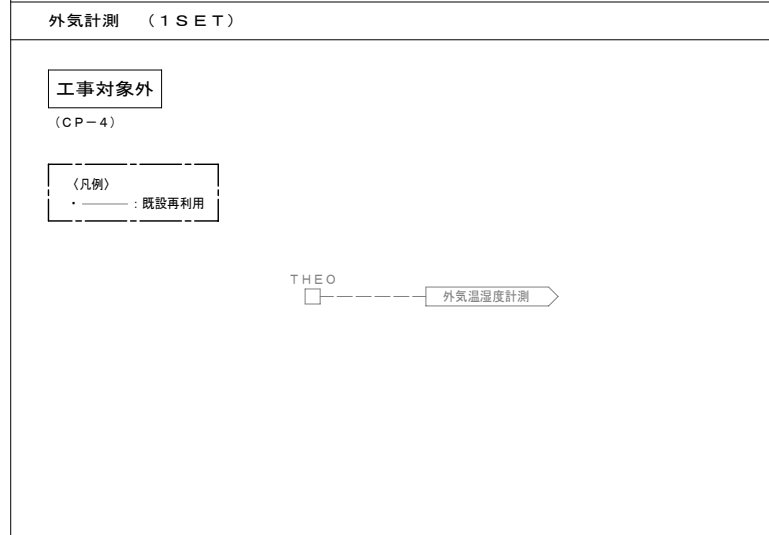 外気計測　（１ＳＥＴ）
工事対象外
（ＣＰ－４）
〈凡例〉
・――― : 既設再利用
ＴＨＥＯ
外気温湿度計測